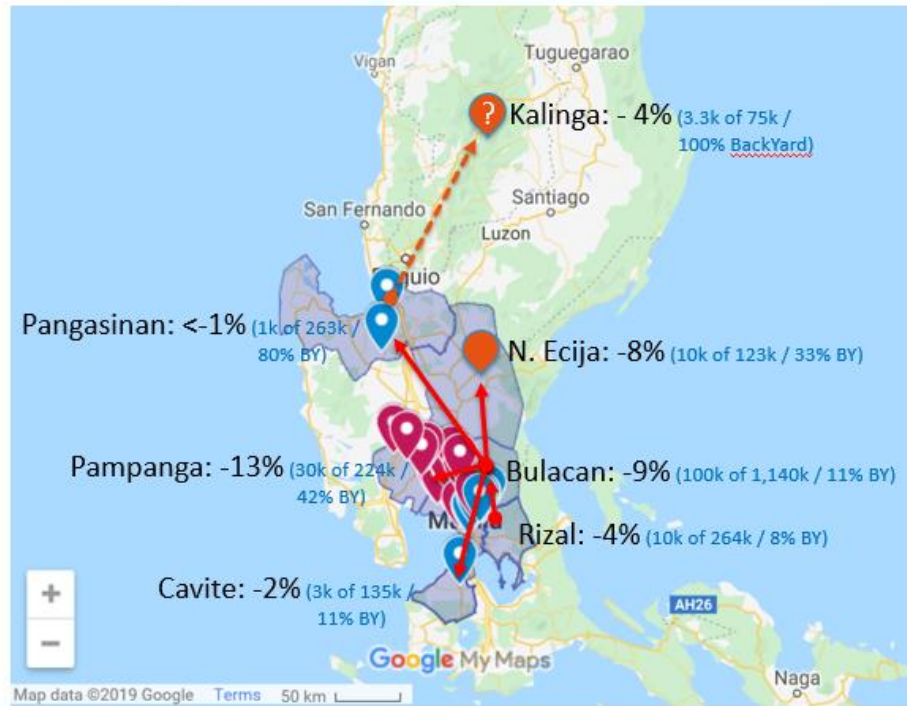 Vigan
Tuguegarao
?
Kalinga: - 4% (3.3k of 75k /
100% BackYard)
Santiago
San Fernando
Luzon
Pangasinan: <-1% (1k of 263k /
80% BY)
N. Ecija: -8% (10k of 123k / 33% BY)
Pampanga: -13% (30k of 224k /
42% BY)
Bulacan: -9% (100k of 1,140k / 11% BY)
Rizal: -4% (10k of 264k / 8% BY)
Cavite: -2% (3k of 135k /
11% BY)
+
−
AH26
Google My Maps
Naga
Map data ©2019 Google Terms 50 km